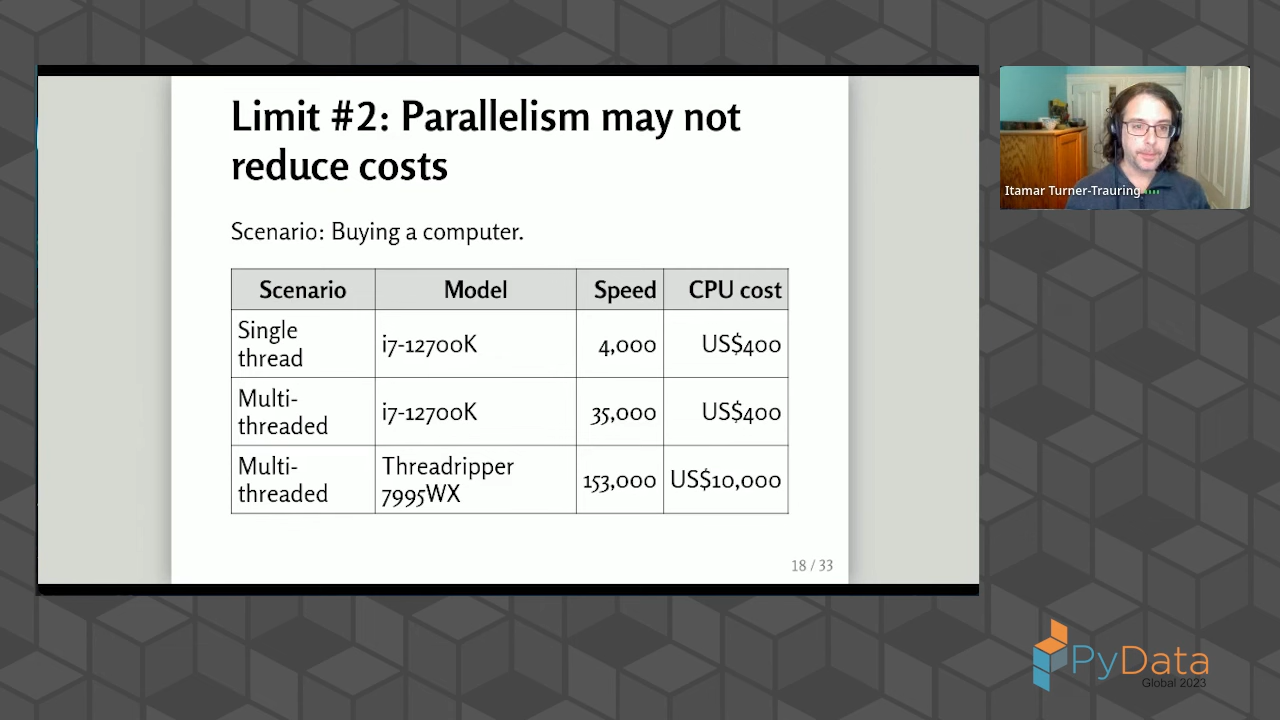 Limit #2: Parallelism may not
reduce costs
Scenario: Buying a computer.
Scenario Model Speed CPU cost
Single
thread
i7-12700K 4,000 US$400
Multi-
threaded
i7-12700K 35,000 US$400
Multi-
threaded
Threadripper
7995WX
153,000 US$10,000
18 / 33
Itamar Turner-Trauring
PyData
Global 2023